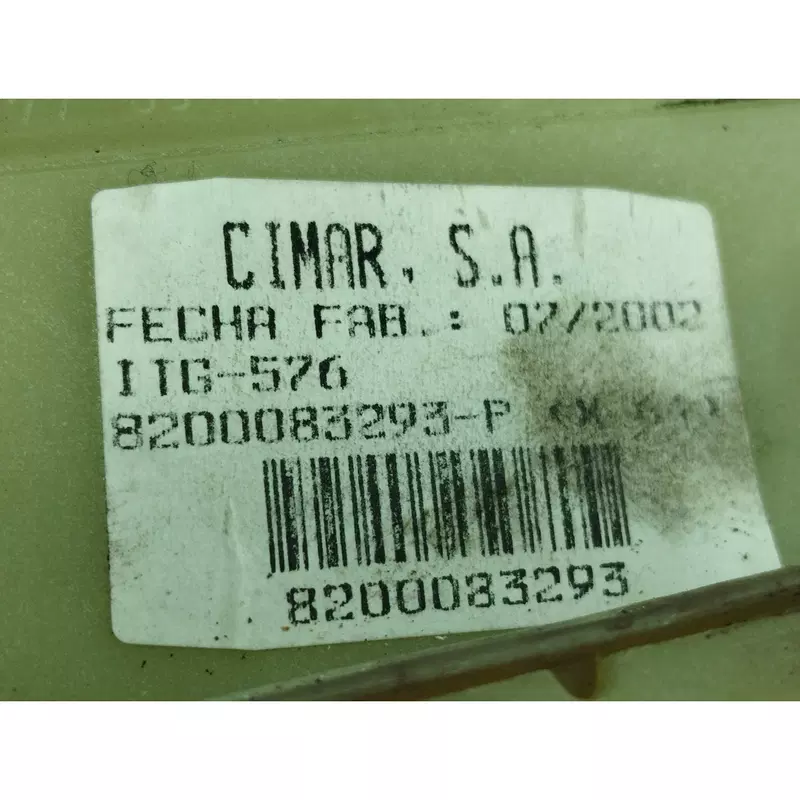 CIMAR, S.A.
FECHA FAB.: 07/2002
ITG-576
8200083293-P
8200083293